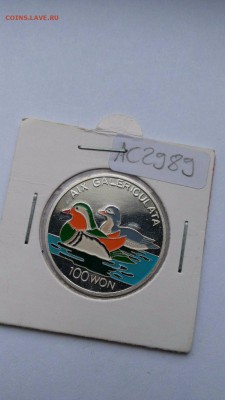 COINS.LAVE.RU
AC2989
AIX GALERICULATA
100 WON